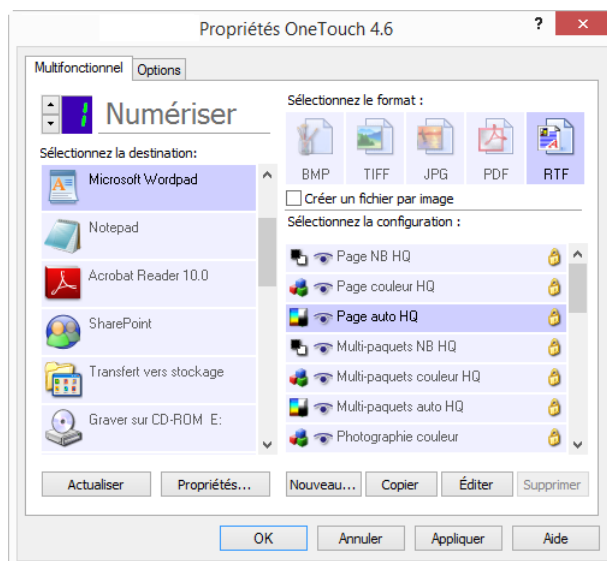 Propriétés OneTouch 4.6
?
Multifonctionnel
Options
1
Numériser
Sélectionnez la destination:
Microsoft Wordpad
Notepad
Acrobat Reader 10.0
SharePoint
Transfert vers stockage
Graver sur CD-ROM E:
Actualiser
Propriétés...
Sélectionnez le format :
BMP
TIFF
JPG
PDF
RTF
Créer un fichier par image
Sélectionnez la configuration :
Page NB HQ
Page couleur HQ
Page auto HQ
Multi-paquets NB HQ
Multi-paquets couleur HQ
Multi-paquets auto HQ
Photographie couleur
Nouveau...
Copier
Éditer
Supprimer
OK
Annuler
Appliquer
Aide